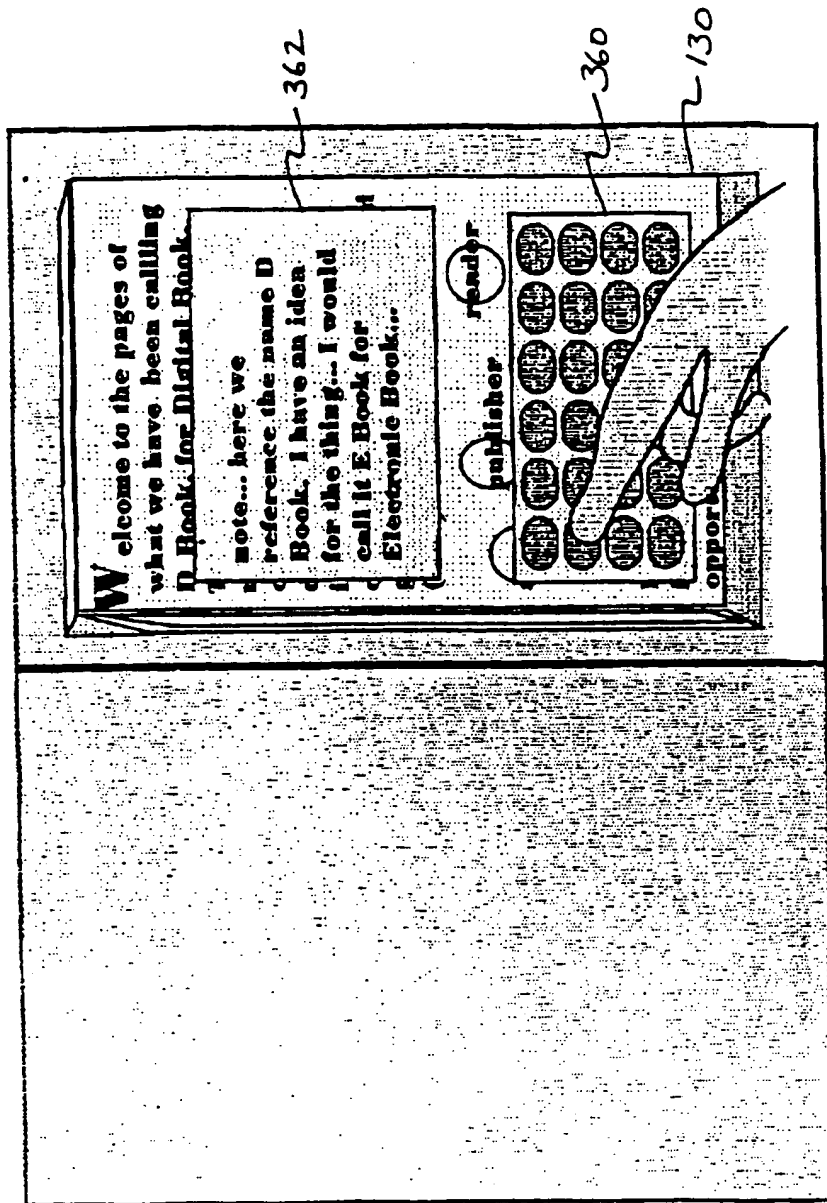 Welcome to the pages of
what we have been callling
D Book, for Digital Book.
note... here we
reference the name D
Book, I have an idea
for the thing... I would
call it E Book for
Electronic Book...
publisher
reader
oppor
362
360
130